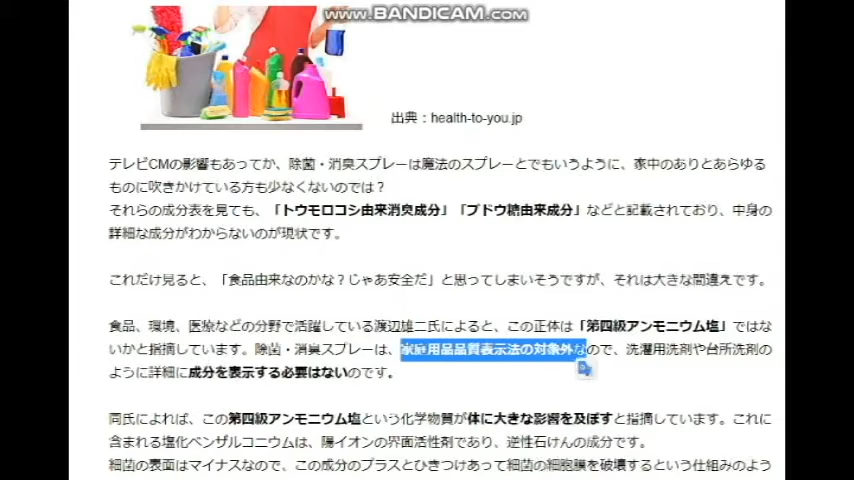 www.BANDICAM.com
出典：health-to-you.jp
テレビCMの影響もあってか、除菌・消臭スプレーは魔法のスプレーとでもいうように、家中のありとあらゆる
ものに吹きかけている方も少なくないのでは？
それらの成分表を見ても、「トウモロコシ由来消臭成分」「ブドウ糖由来成分」などと記載されており、中身の
詳細な成分がわからないのが現状です。
これだけ見ると、「食品由来なのかな？じゃあ安全だ」と思ってしまいそうですが、それは大きな間違えです。
食品、環境、医療などの分野で活躍している渡辺雄二氏によると、この正体は「第四級アンモニウム塩」ではな
いかと指摘しています。除菌・消臭スプレーは、家庭用品品質表示法の対象外なので、洗濯用洗剤や台所洗剤の
ように詳細に成分を表示する必要はないのです。
同氏によれば、この第四級アンモニウム塩という化学物質が体に大きな影響を及ぼすと指摘しています。これに
含まれる塩化ベンザルコニウムは、陽イオンの界面活性剤であり、逆性石けんの成分です。
細菌の表面はマイナスなので、この成分のプラスとひきつけあって細菌の細胞膜を破壊するという仕組みのよう